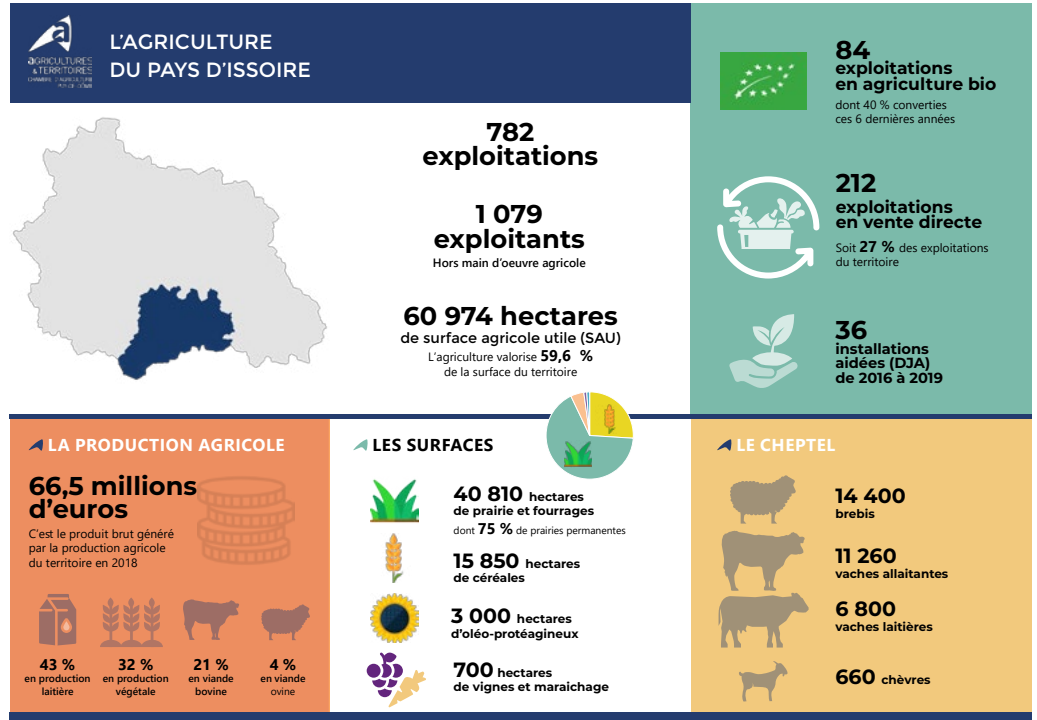 agricultures
& territoires
chambre d'agriculture
puy-de-dôme
L'AGRICULTURE
DU PAYS D'ISSOIRE
782
exploitations
1 079
exploitants
Hors main d'oeuvre agricole
60 974 hectares
de surface agricole utile (SAU)
L'agriculture valorise 59,6 %
de la surface du territoire
84
exploitations
en agriculture bio
dont 40 % converties
ces 6 dernières années
212
exploitations
en vente directe
Soit 27 % des exploitations
du territoire
36
installations
aidées (DJA)
de 2016 à 2019
LA PRODUCTION AGRICOLE
66,5 millions
d'euros
C'est le produit brut généré
par la production agricole
du territoire en 2018
43 %
en production
laitière
32 %
en production
végétale
21 %
en viande
bovine
4 %
en viande
ovine
LES SURFACES
40 810 hectares
de prairie et fourrages
dont 75 % de prairies permanentes
15 850 hectares
de céréales
3 000 hectares
d'oléo-protéagineux
700 hectares
de vignes et maraichage
LE CHEPTEL
14 400
brebis
11 260
vaches allaitantes
6 800
vaches laitières
660 chèvres